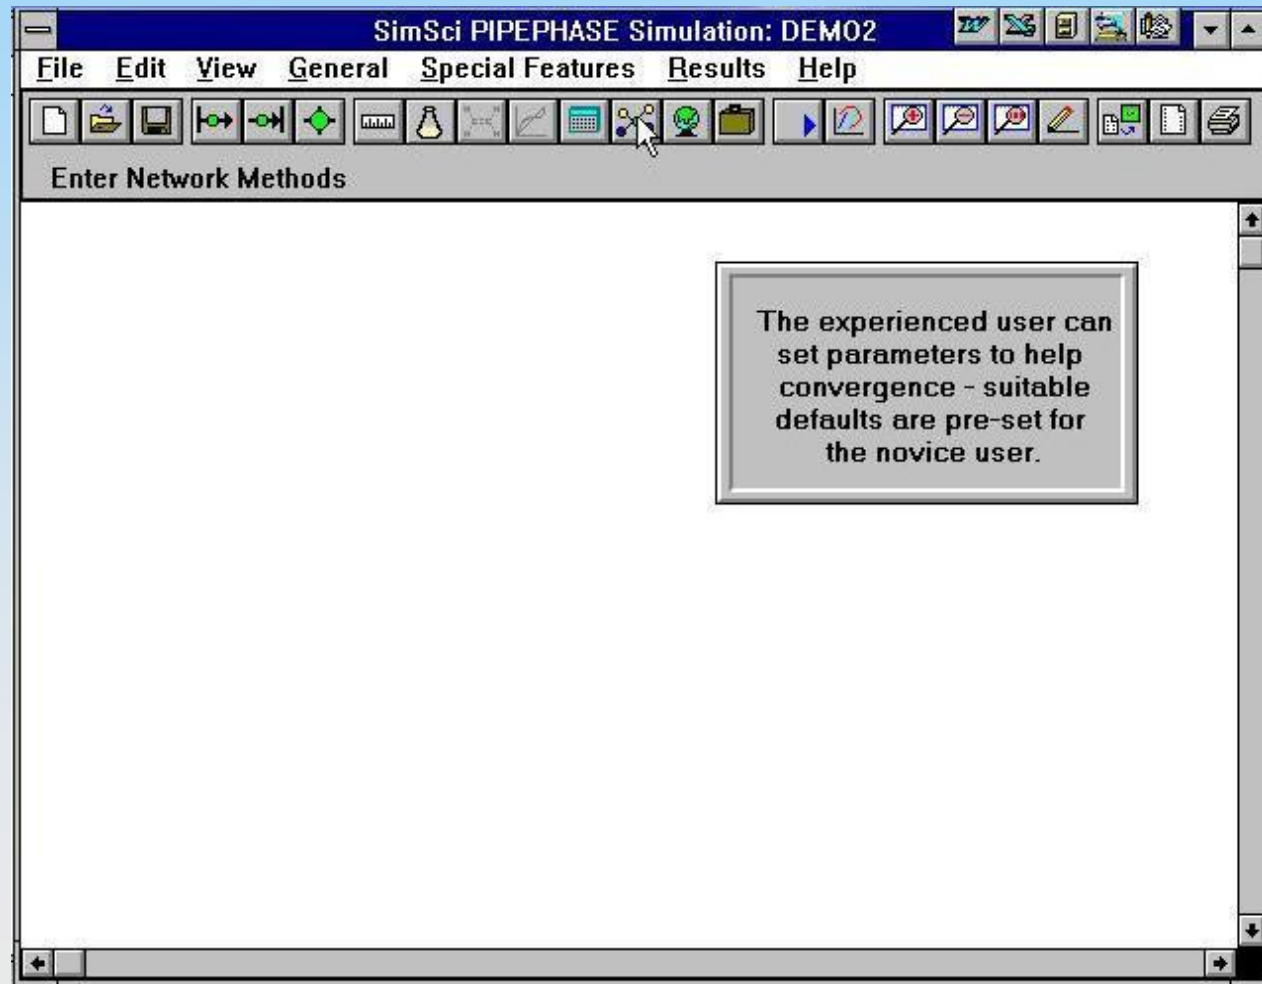 SimSci PIPEPHASE Simulation: DEMO2
File Edit View General Special Features Results Help
Enter Network Methods
The experienced user can
set parameters to help
convergence - suitable
defaults are pre-set for
the novice user.